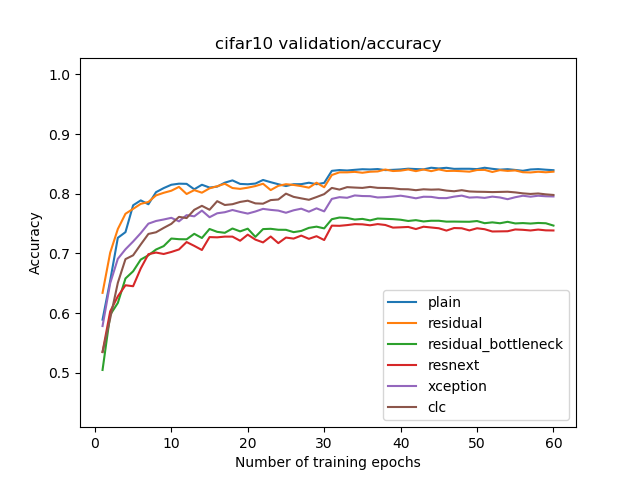 cifar10 validation/accuracy
Accuracy
1.0
0.9
0.8
0.7
0.6
0.5
plain
residual
residual_bottleneck
resnext
xception
clc
0 10 20 30 40 50 60
Number of training epochs